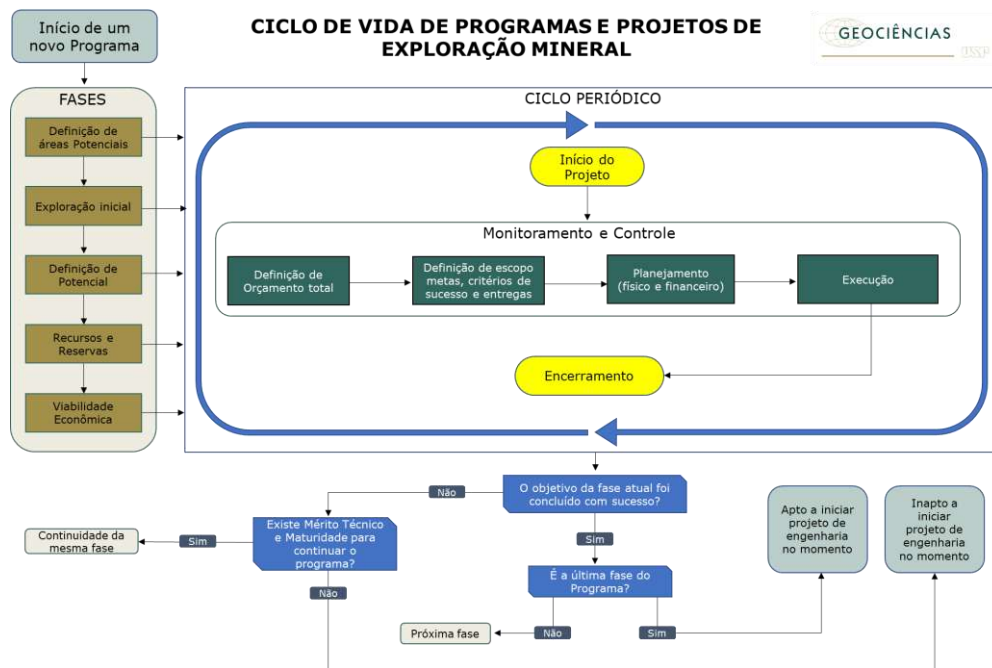 Início de um
novo Programa
CICLO DE VIDA DE PROGRAMAS E PROJETOS DE
EXPLORAÇÃO MINERAL
GEOCIÊNCIAS
USP
FASES
Definição de
áreas Potenciais
Exploração inicial
Definição de
Potencial
Recursos e
Reservas
Viabilidade
Econômica
CICLO PERIÓDICO
Início do
Projeto
Monitoramento e Controle
Definição de
Orçamento total
Definição de escopo
metas, critérios de
sucesso e entregas
Planejamento
(físico e financeiro)
Execução
Encerramento
O objetivo da fase atual foi
concluído com sucesso?
Não
Existe Mérito Técnico
e Maturidade para
continuar o
programa?
Sim
Continuidade da
mesma fase
Não
Sim
É a última fase do
Programa?
Não
Próxima fase
Sim
Apto a iniciar
projeto de
engenharia
no momento
Inapto a
iniciar
projeto de
engenharia
no momento